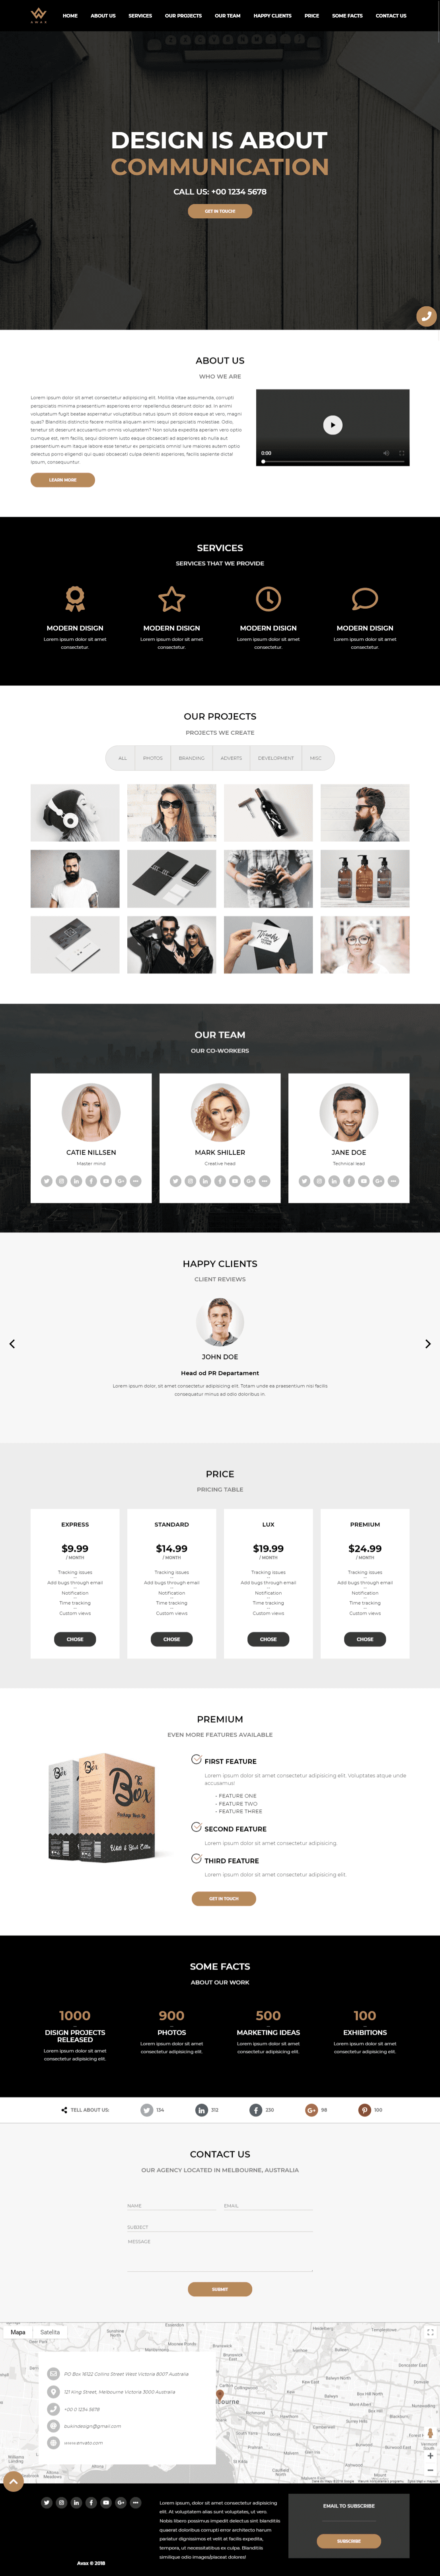 AWAX
HOME ABOUT US SERVICES OUR PROJECTS OUR TEAM HAPPY CLIENTS PRICE SOME FACTS CONTACT US
DESIGN IS ABOUT
COMMUNICATION
CALL US: +00 1234 5678
GET IN TOUCH!
ABOUT US
WHO WE ARE
Lorem ipsum dolor sit amet consectetur adipisicing elit. Mollitia vitae assumenda, corrupti
perspiciatis minima praesentium asperiores error repellendus deserunt dolor ad. In animi
voluptatum fugit beatae aspernatur voluptatibus natus ipsum sit dolore eaque at vero, magni
quas? Blanditiis distinctio facere maxime aliquam animi sequi perspiciatis molestiae. Odio,
tenetur sit deserunt accusantium omnis voluptatem? Non soluta expedita aperiam vero optio
cumque est, rem facilis, sequi dolorem iusto eaque obcaecati ad asperiores ab nulla aut
praesentium eum itaque labore esse tenetur ex perspiciatis omnis! Iure maiores autem optio
delectus porro eligendi qui quasi obcaecati culpa deleniti asperiores, facilis sapiente dicta!
Ipsum, consequuntur.
LEARN MORE
0:00
SERVICES
SERVICES THAT WE PROVIDE
MODERN DISIGN MODERN DISIGN MODERN DISIGN MODERN DISIGN
Lorem ipsum dolor sit amet Lorem ipsum dolor sit amet Lorem ipsum dolor sit amet Lorem ipsum dolor sit amet
consectetur. consectetur. consectetur. consectetur.
OUR PROJECTS
PROJECTS WE CREATE
ALL PHOTOS BRANDING ADVERTS DEVELOPMENT MISC
OUR TEAM
OUR CO-WORKERS
CATIE NILLSEN MARK SHILLER JANE DOE
Master mind Creative head Technical lead
HAPPY CLIENTS
CLIENT REVIEWS
JOHN DOE
Head od PR Departament
Lorem ipsum dolor, sit amet consectetur adipisicing elit. Totam unde ea praesentium nisi facilis
consequatur minus ad odio doloribus in.
PRICE
PRICING TABLE
EXPRESS STANDARD LUX PREMIUM
$9.99 $14.99 $19.99 $24.99
/ MONTH / MONTH / MONTH / MONTH
Tracking issues Tracking issues Tracking issues Tracking issues
Add bugs through email Add bugs through email Add bugs through email Add bugs through email
Notification Notification Notification Notification
Time tracking Time tracking Time tracking Time tracking
Custom views Custom views Custom views Custom views
CHOSE CHOSE CHOSE CHOSE
PREMIUM
EVEN MORE FEATURES AVAILABLE
The Box
Package Mock-Up
FIRST FEATURE
Lorem ipsum dolor sit amet consectetur adipisicing elit. Voluptates atque unde
accusamus!
- FEATURE ONE
- FEATURE TWO
- FEATURE THREE
SECOND FEATURE
Lorem ipsum dolor sit amet consectetur adipisicing
THIRD FEATURE
Lorem ipsum dolor sit amet consectetur adipisicing elit.
GET IN TOUCH
SOME FACTS
ABOUT OUR WORK
1000 900 500 100
DISIGN PROJECTS RELEASED PHOTOS MARKETING IDEAS EXHIBITIONS
Lorem ipsum dolor sit amet Lorem ipsum dolor sit amet Lorem ipsum dolor sit amet Lorem ipsum dolor sit amet
consectetur adipisicing elit. consectetur adipisicing elit. consectetur adipisicing elit. consectetur adipisicing elit.
TELL ABOUT US: 134 312 230 98 100
CONTACT US
OUR AGENCY LOCATED IN MELBOURNE, AUSTRALIA
NAME EMAIL
SUBJECT
MESSAGE
SUBMIT
Mapa Satelita
PO Box 16122 Collins Street West Victoria 8007 Australia
121 King Street, Melbourne Victoria 3000 Australia
+00 0 1234 5678
bukindesign@gmail.com
www.envato.com
Lorem ipsum, dolor sit amet consectetur adipisicing elit.
At voluptatem alias sunt voluptates, ut vero.
Nobis libero possimus impedit delectus sint blanditiis
quaerat doloribus corrupti error architecto harum
pariatur dignissimos et velit at facilis expedita,
tempora, ut necessitatibus ex culpa. Blanditiis
similique odio images/placeat dolores!
EMAIL TO SUBSCRIBE
SUBSCRIBE
Awax © 2018